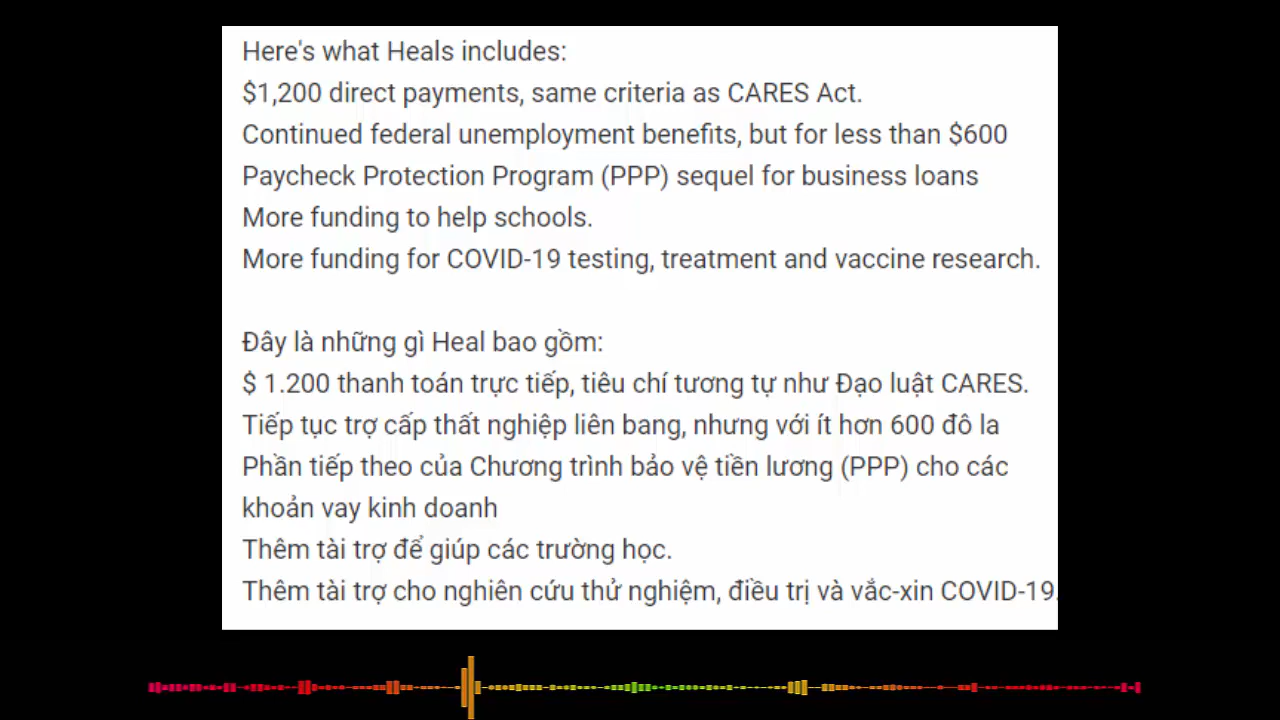 Here's what Heals includes:
$1,200 direct payments, same criteria as CARES Act.
Continued federal unemployment benefits, but for less than $600
Paycheck Protection Program (PPP) sequel for business loans
More funding to help schools.
More funding for COVID-19 testing, treatment and vaccine research.
Đây là những gì Heal bao gồm:
$ 1.200 thanh toán trực tiếp, tiêu chí tương tự như Đạo luật CARES.
Tiếp tục trợ cấp thất nghiệp liên bang, nhưng với ít hơn 600 đô la
Phần tiếp theo của Chương trình bảo vệ tiền lương (PPP) cho các
khoản vay kinh doanh
Thêm tài trợ để giúp các trường học.
Thêm tài trợ cho nghiên cứu thử nghiệm, điều trị và vắc-xin COVID-19.